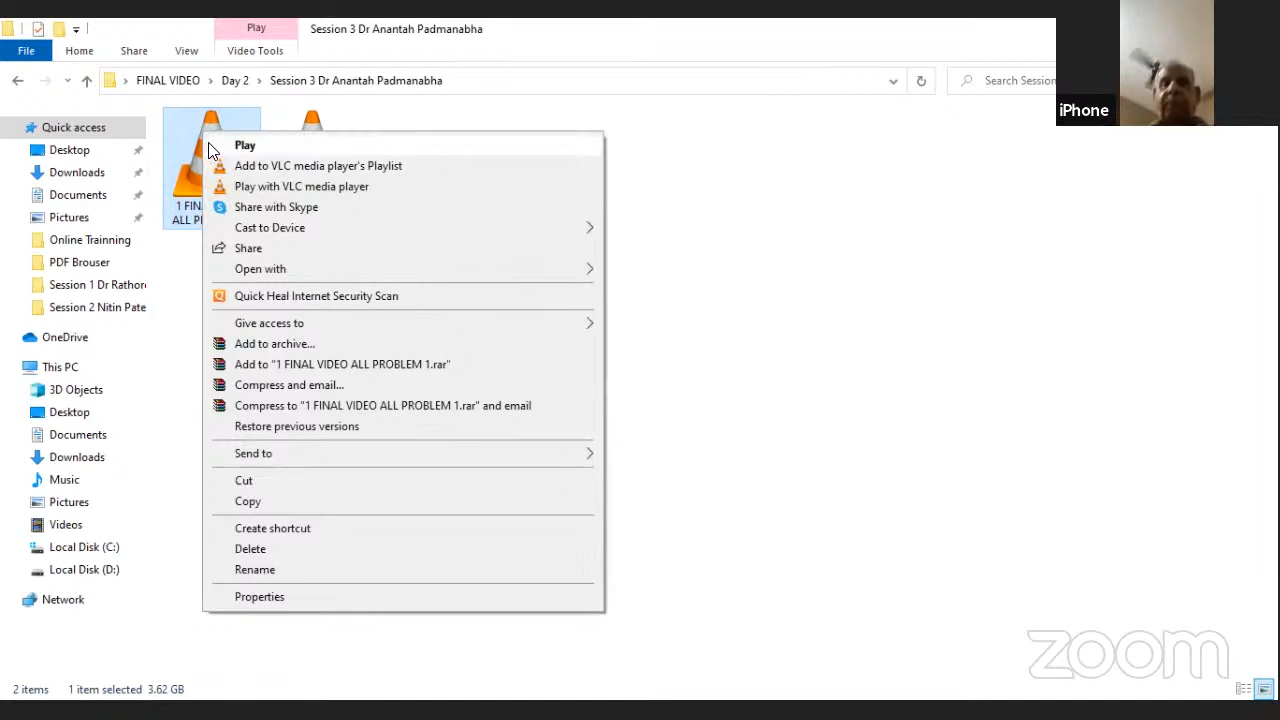 Play
Session 3 Dr Anantah Padmanabha
File
Home
Share
View
Video Tools
FINAL VIDEO
Day 2
Session 3 Dr Anantah Padmanabha
Search Session
iPhone
Quick access
Desktop
Downloads
Documents
Pictures
Online Trainning
PDF Brouser
Session 1 Dr Rathor
Session 2 Nitin Pate
OneDrive
This PC
3D Objects
Desktop
Documents
Downloads
Music
Pictures
Videos
Local Disk (C:)
Local Disk (D:)
Network
1 FIN
ALL P
Play
Add to VLC media player's Playlist
Play with VLC media player
Share with Skype
Cast to Device
Share
Open with
Quick Heal Internet Security Scan
Give access to
Add to archive...
Add to "1 FINAL VIDEO ALL PROBLEM 1.rar"
Compress and email...
Compress to "1 FINAL VIDEO ALL PROBLEM 1.rar" and email
Restore previous versions
Send to
Cut
Copy
Create shortcut
Delete
Rename
Properties
zoom
2 items
1 item selected 3.62 GB